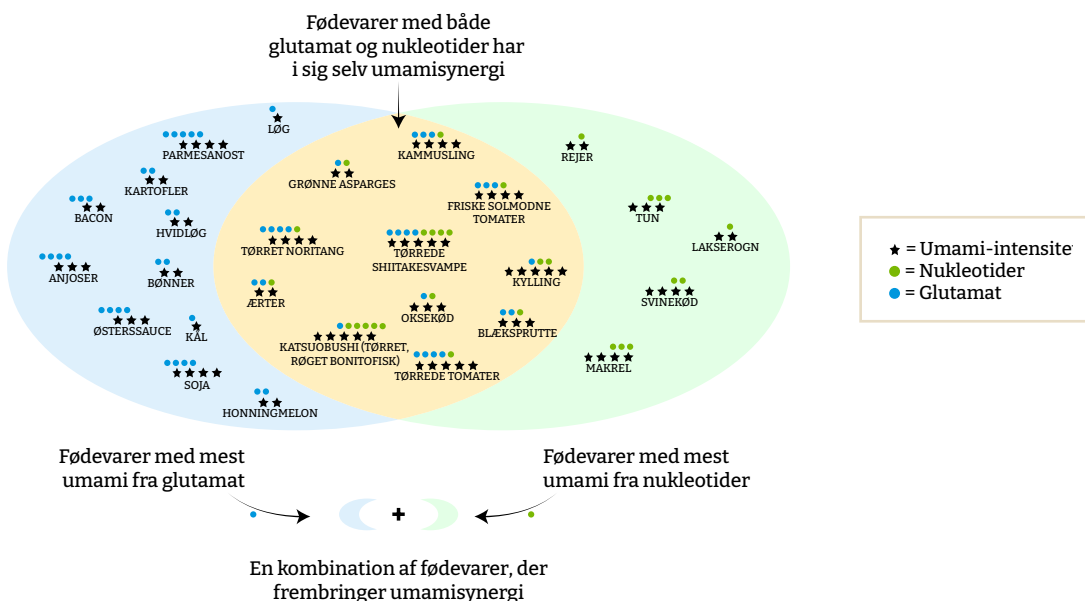 Fødevarer med både
glutamat og nukleotider har
i sig selv umamisynergi
LØG
PARMESANOST
KARTOFLER
BACON
HVIDLØG
ANJOSER
BØNNER
ØSTERSSAUCE
KÅL
SOJA
HONNINGMELON
KAMMUSLING
GRØNNE ASPARGES
FRISKE SOLMODNE
TOMATER
TØRRET NORITANG
TØRREDE
SHIITAKESVAMPE
KYLLING
ÆRTER
OKSEKØD
BLÆKSPRUTTE
KATSUOBUSHI (TØRRET,
RØGET BONITOFISK)
TØRREDE TOMATER
REJER
TUN
LAKSEROGN
SVINEKØD
MAKREL
= Umami-intensite
= Nukleotider
= Glutamat
Fødevarer med mest
umami fra glutamat
Fødevarer med mest
umami fra nukleotider
+
En kombination af fødevarer, der
frembringer umamisynergi